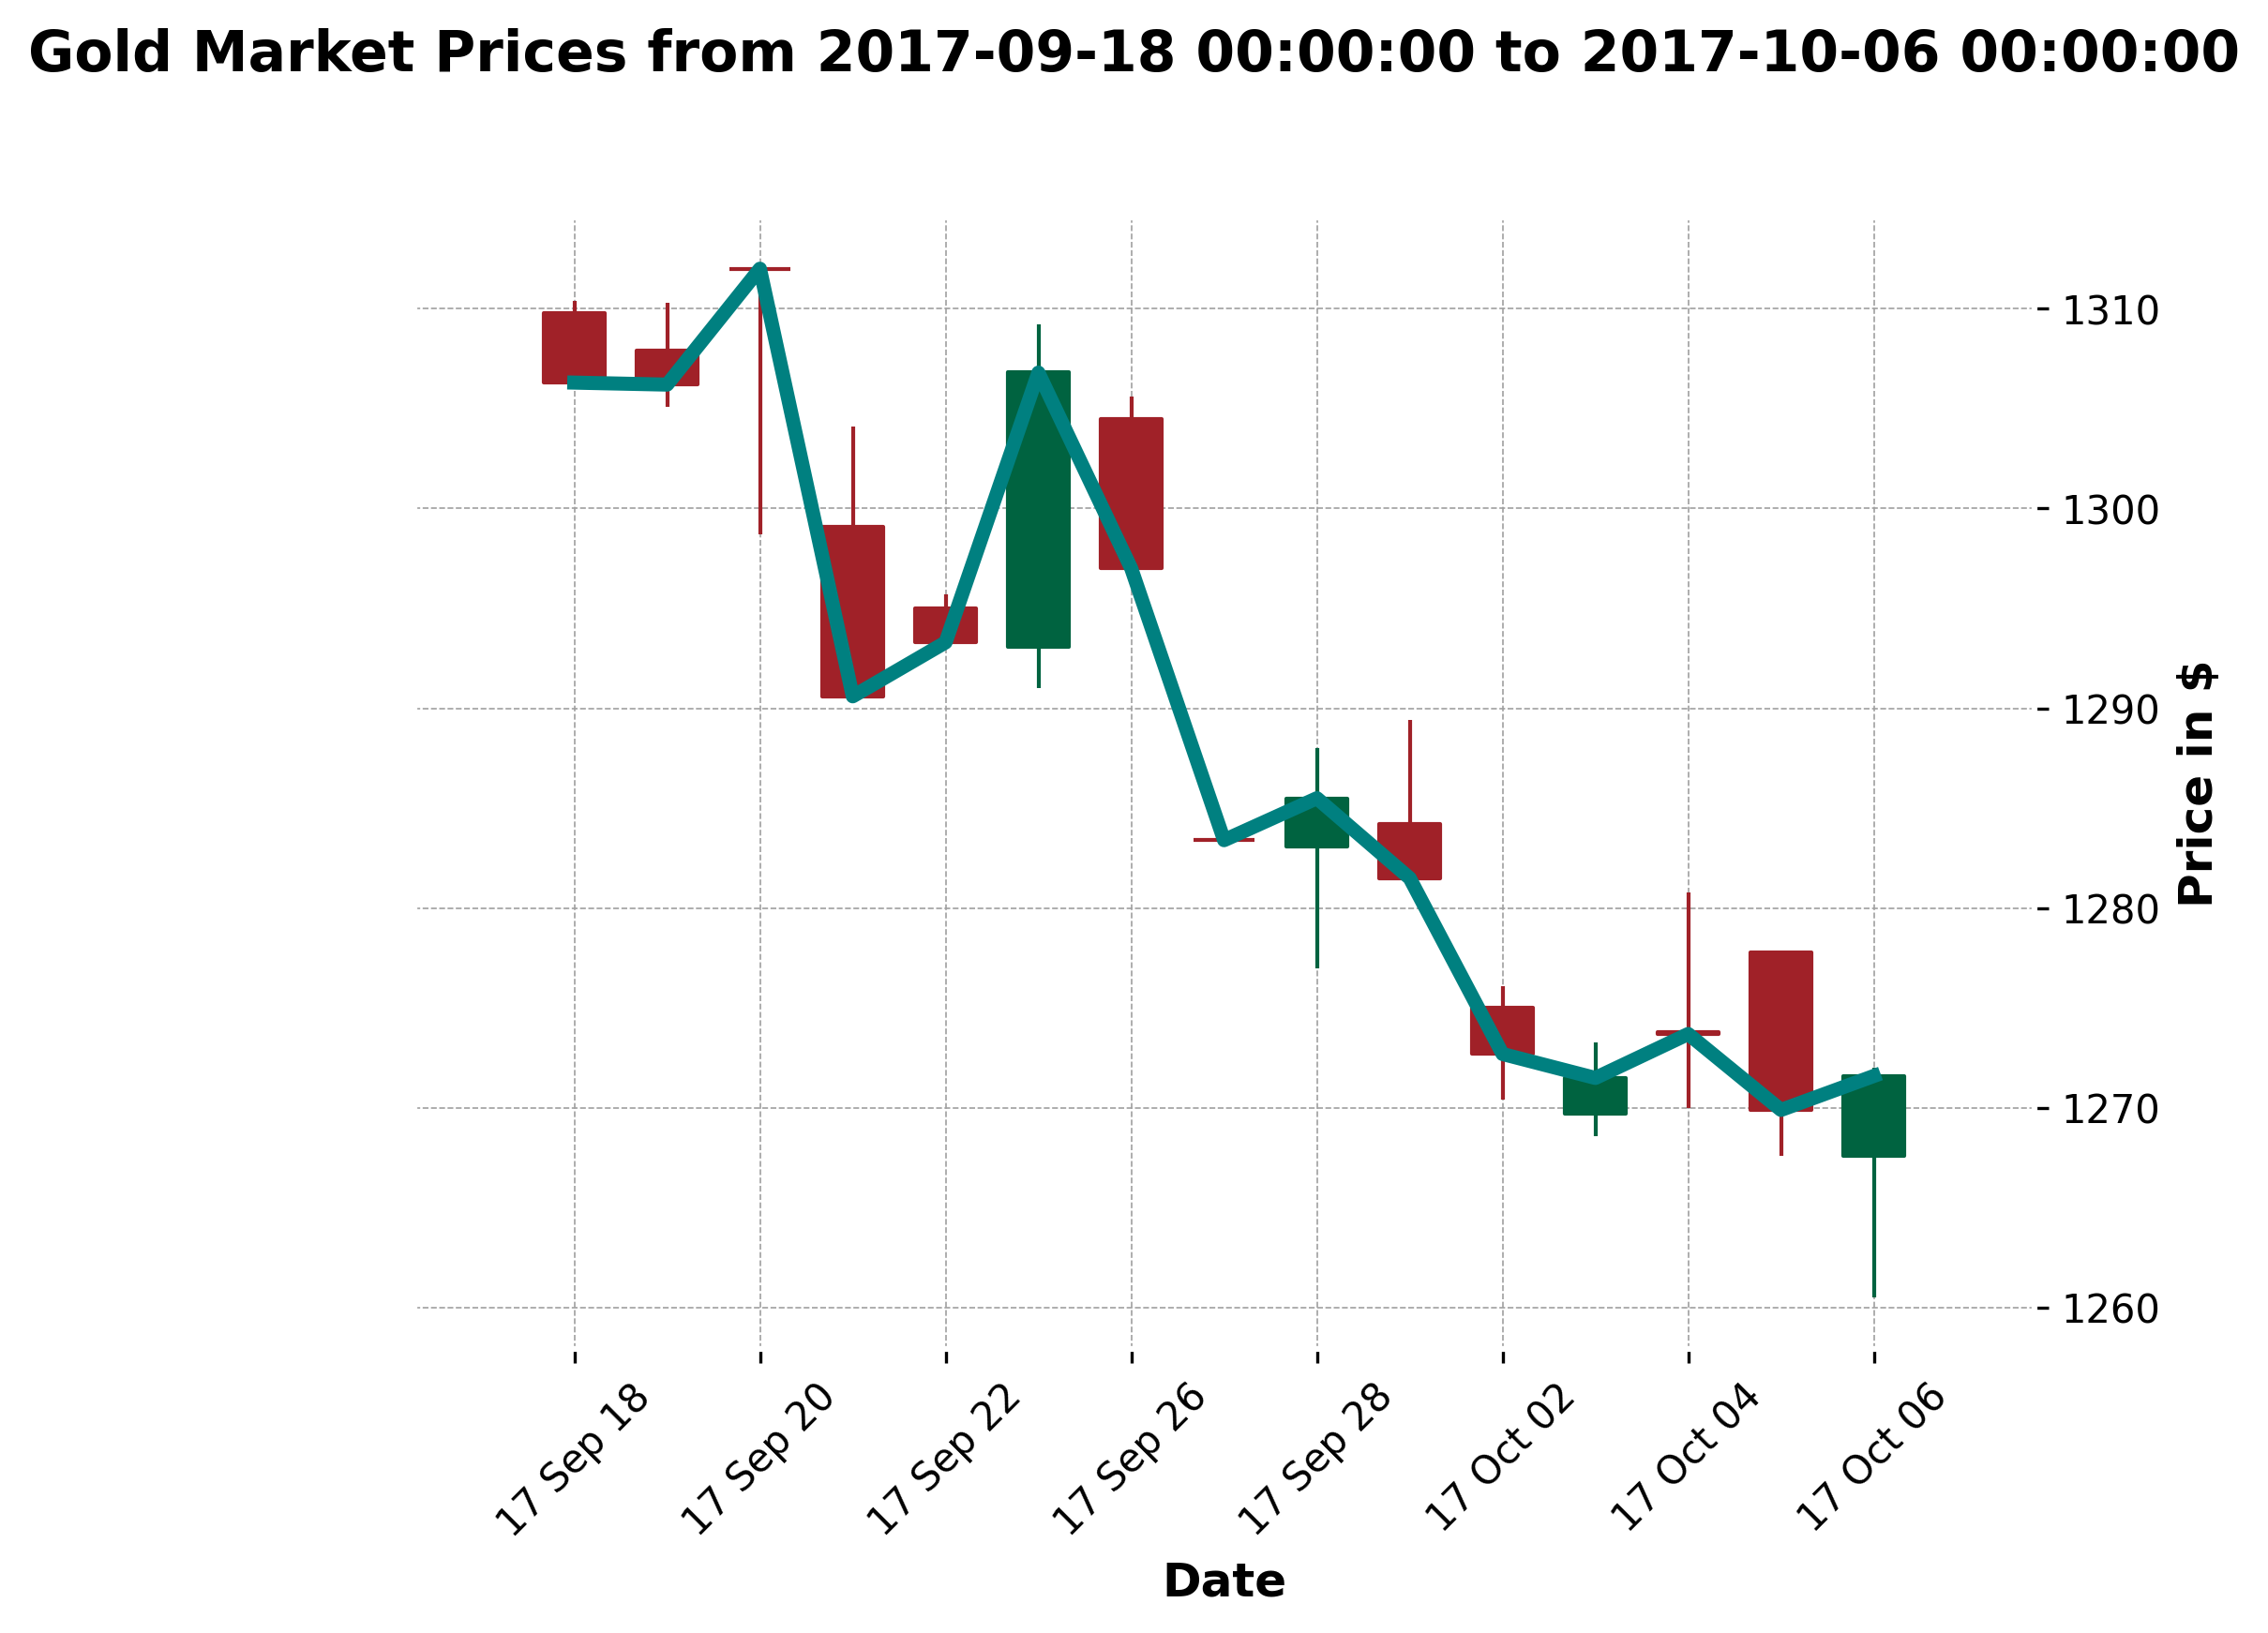 Gold Market Prices from 2017-09-18 00:00:00 to 2017-10-06 00:00:00
1310
1300
1290
1280
1270
1260
Price in $
17 Sep 18
17 Sep 20
17 Sep 22
17 Sep 26
17 Sep 28
17 Oct 02
17 Oct 04
17 Oct 06
Date